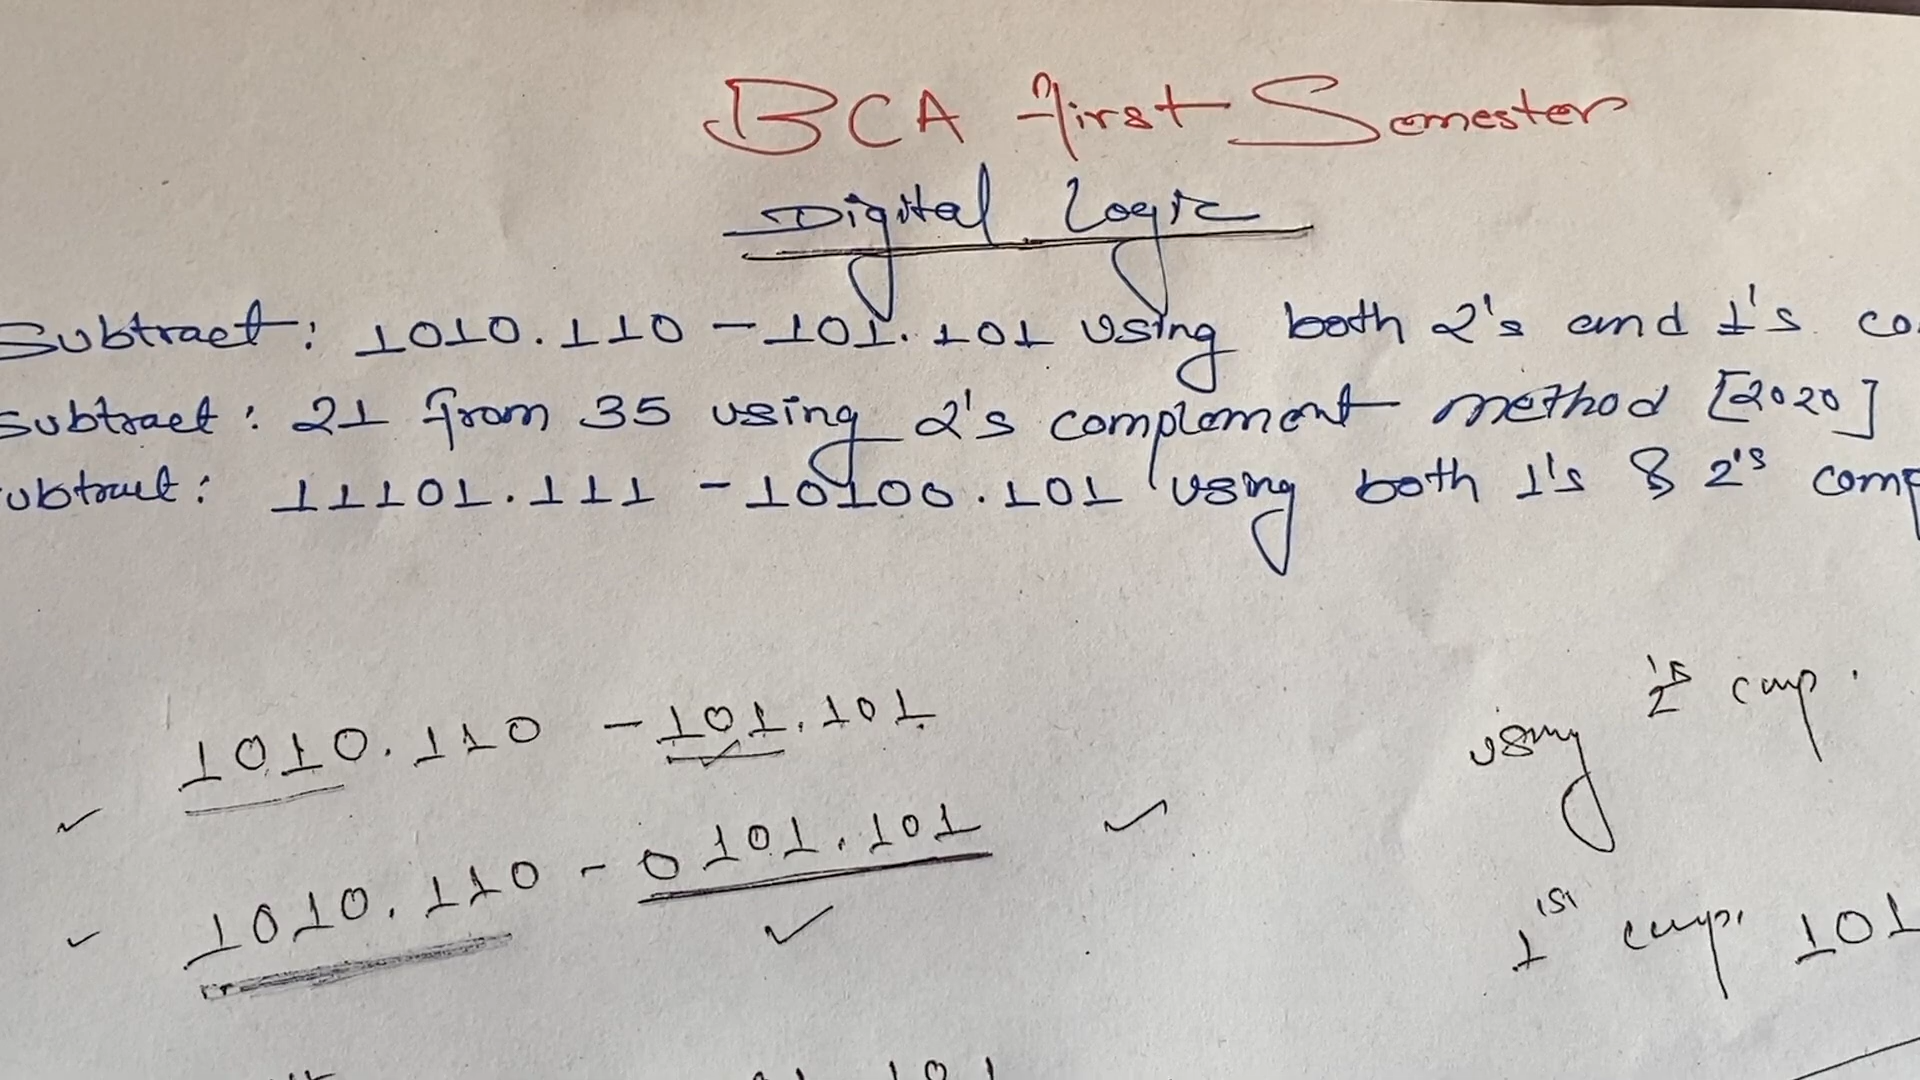 BCA first Semester
Digital Logic
Subtract: 1010.110 - 101.101 using both 2's and 1's co
Subtract: 21 from 35 using 2's complement method [2020]
ubtract: 11101.111 - 10100.101 using both 1's & 2's comp
1010.110 - 101.101
using 2's comp.
1010.110 - 0101.101
1's comp. 101